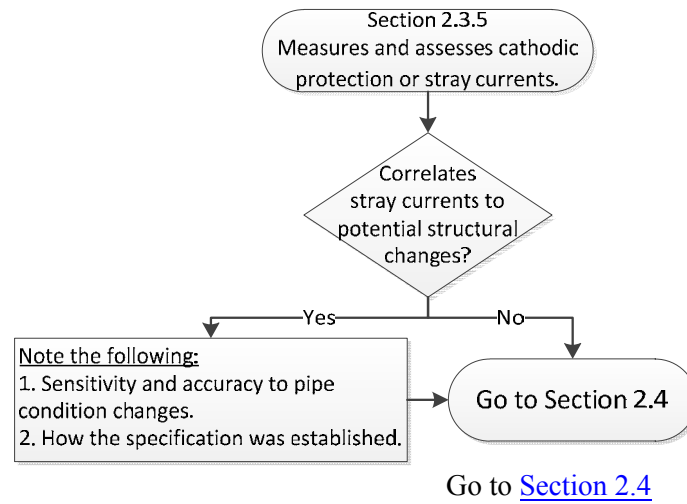 Section 2.3.5
Measures and assesses cathodic
protection or stray currents.
Correlates
stray currents to
potential structural
changes?
Yes
No
Note the following:
1. Sensitivity and accuracy to pipe
condition changes.
2. How the specification was established.
Go to Section 2.4
Go to Section 2.4